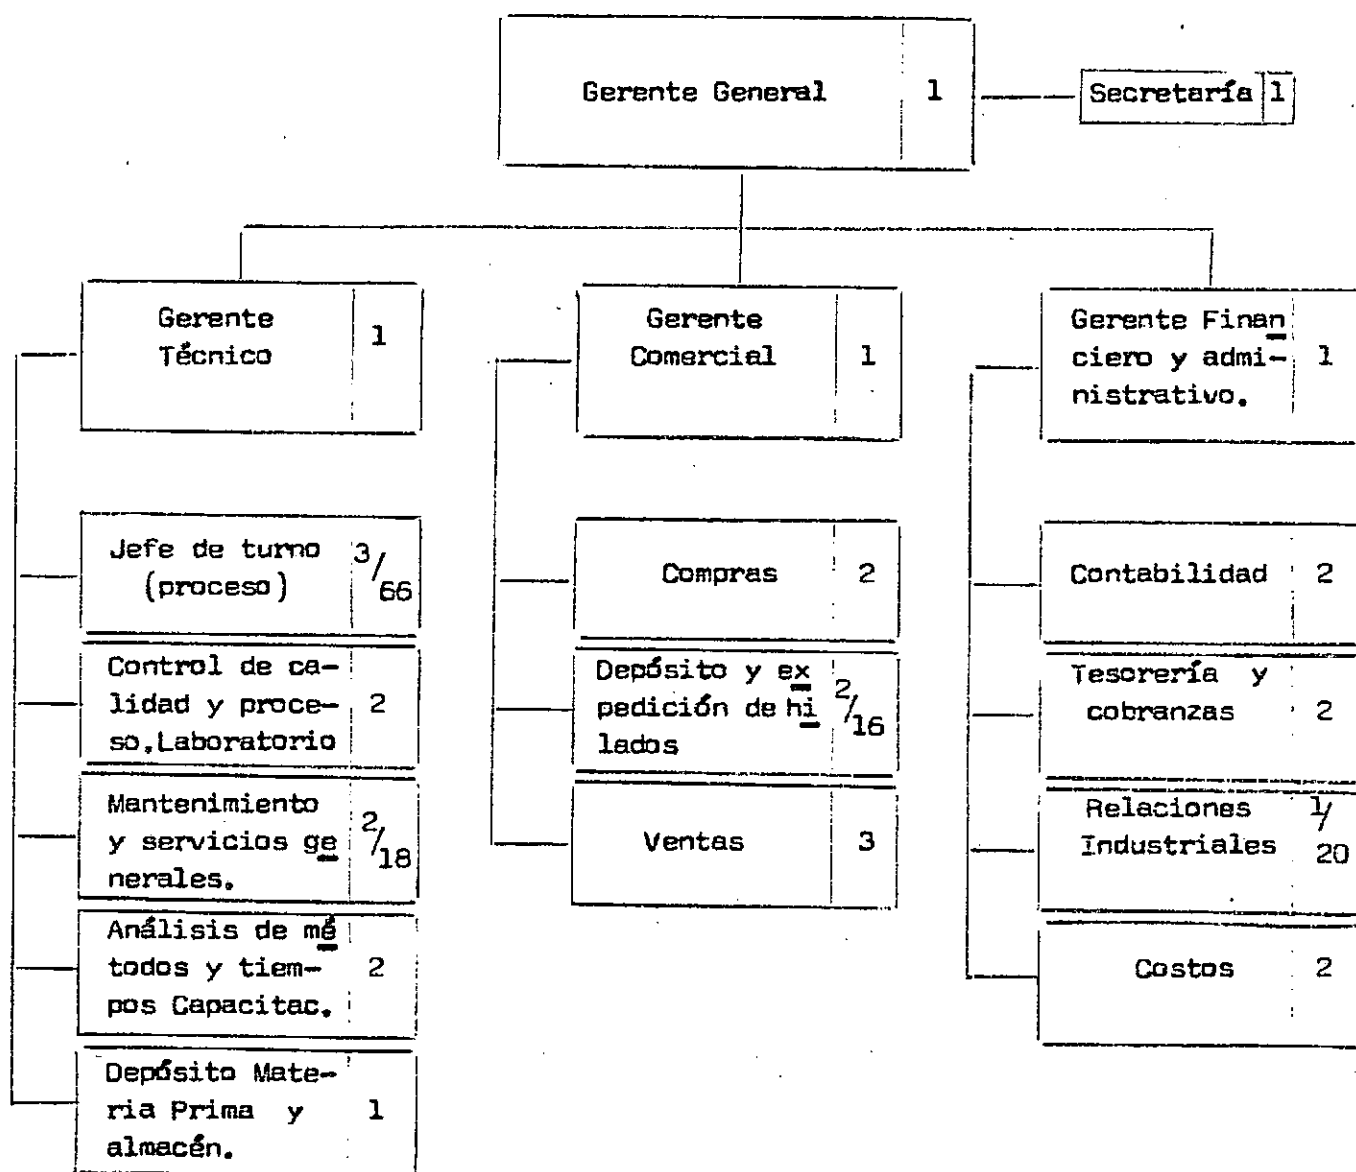 Gerente General 1
Secretaría 1
Gerente
Técnico
1
Gerente
Comercial 1
Gerente Finan
ciero y admi-
nistrativo.
1
Jefe de turno
(proceso)
3/66
Control de ca-
lidad y proce-
so.Laboratorio
2
Mantenimiento
y servicios ge
nerales.
2/18
Análisis de mé
todos y tiem-
pos Capacitac.
2
Depósito Mate-
ria Prima y
almacén.
1
Compras 2
Depósito y ex
pedición de hi
lados
2/16
Ventas 3
Contabilidad 2
Tesorería y
cobranzas 2
Relaciones
Industriales
1/20
Costos 2